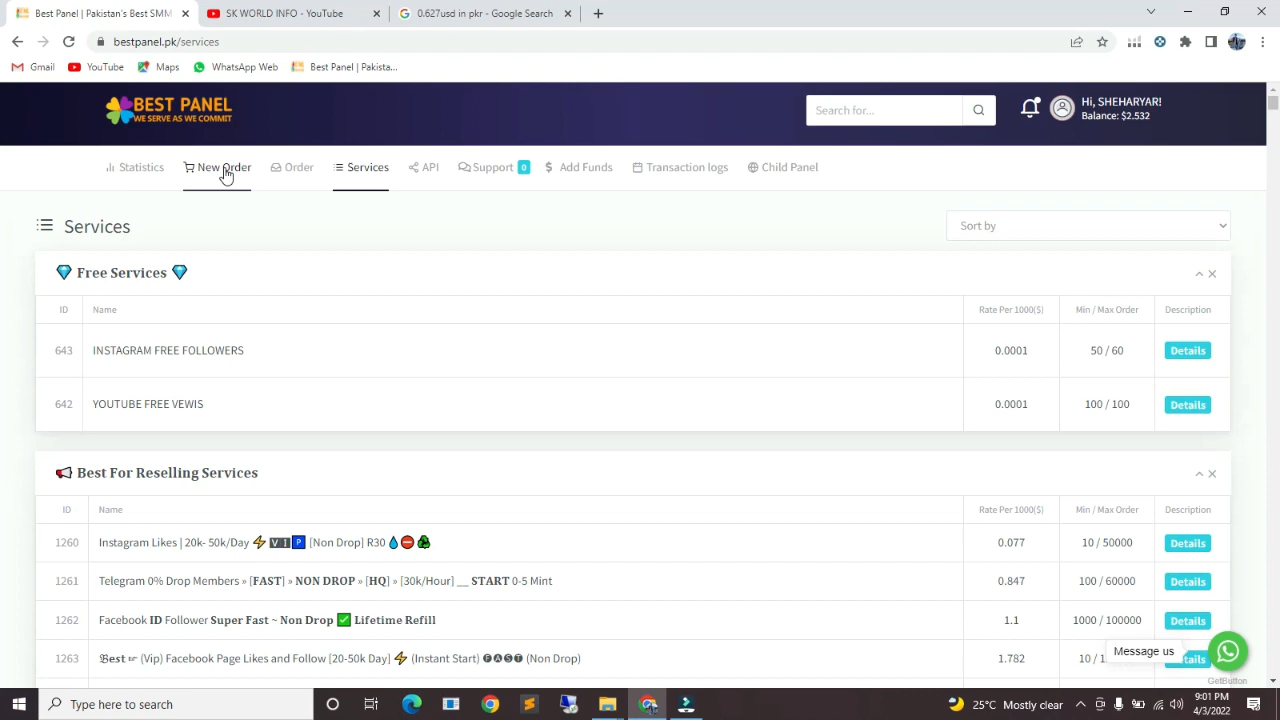 Best Panel | Pakistan's Best SMM
SK WORLD INFO - YouTube
0.627usd in pkr - Google Search
bestpanel.pk/services
Gmail
YouTube
Maps
WhatsApp Web
Best Panel | Pakista...
BEST PANEL
WE SERVE AS WE COMMIT
Search for...
Hi, SHEHARYAR!
Balance: $2.532
Statistics
New Order
Order
Services
API
Support 0
Add Funds
Transaction logs
Child Panel
Services
Sort by
💎 Free Services 💎
ID Name Rate Per 1000($) Min / Max Order Description
643 INSTAGRAM FREE FOLLOWERS 0.0001 50 / 60 Details
642 YOUTUBE FREE VEWIS 0.0001 100 / 100 Details
📢 Best For Reselling Services
ID Name Rate Per 1000($) Min / Max Order Description
1260 Instagram Likes | 20k- 50k/Day ⚡ 🆅🅸🅿 [Non Drop] R30 💧⛔♻ 0.077 10 / 50000 Details
1261 Telegram 0% Drop Members » [FAST] » NON DROP » [HQ] » [30k/Hour] __ START 0-5 Mint 0.847 100 / 60000 Details
1262 Facebook ID Follower Super Fast ~ Non Drop ✅ Lifetime Refill 1.1 1000 / 100000 Details
1263 𝕭est ☞ (Vip) Facebook Page Likes and Follow [20-50k Day] ⚡ (Instant Start) 🅕🅐🅢🅣 (Non Drop) 1.782
Message us
GetButton
Type here to search
25°C Mostly clear
9:01 PM
4/3/2022